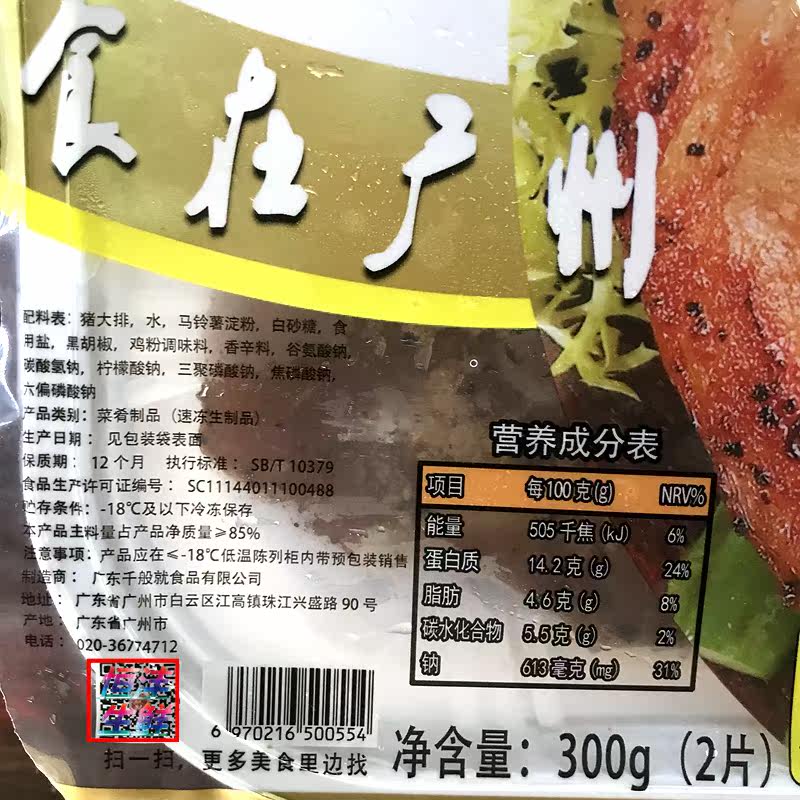 食在广州
配料表：猪大排，水，马铃薯淀粉，白砂糖，食
用盐，黑胡椒，鸡粉调味料，香辛料，谷氨酸钠，
碳酸氢钠，柠檬酸钠，三聚磷酸钠，焦磷酸钠，
六偏磷酸钠
产品类别：菜肴制品（速冻生制品）
生产日期：见包装袋表面
保质期：12个月 执行标准：SB/T 10379
食品生产许可证编号：SC11144011100488
贮存条件：-18℃及以下冷冻保存
本产品主料量占产品净质量≥85%
注意事项：产品应在≤-18℃低温陈列柜内带预包装销售
制造商：广东千般就食品有限公司
地址：广东省广州市白云区江高镇珠江兴盛路90号
产地：广东省广州市
电话：020-36774712
营养成分表
项目 每100克(g) NRV%
能量 505千焦(kJ) 6%
蛋白质 14.2克(g) 24%
脂肪 4.6克(g) 8%
碳水化合物 5.5克(g) 2%
钠 613毫克(mg) 31%
生鲜
6 970216 500554
扫一扫，更多美食里边找
净含量：300g（2片）